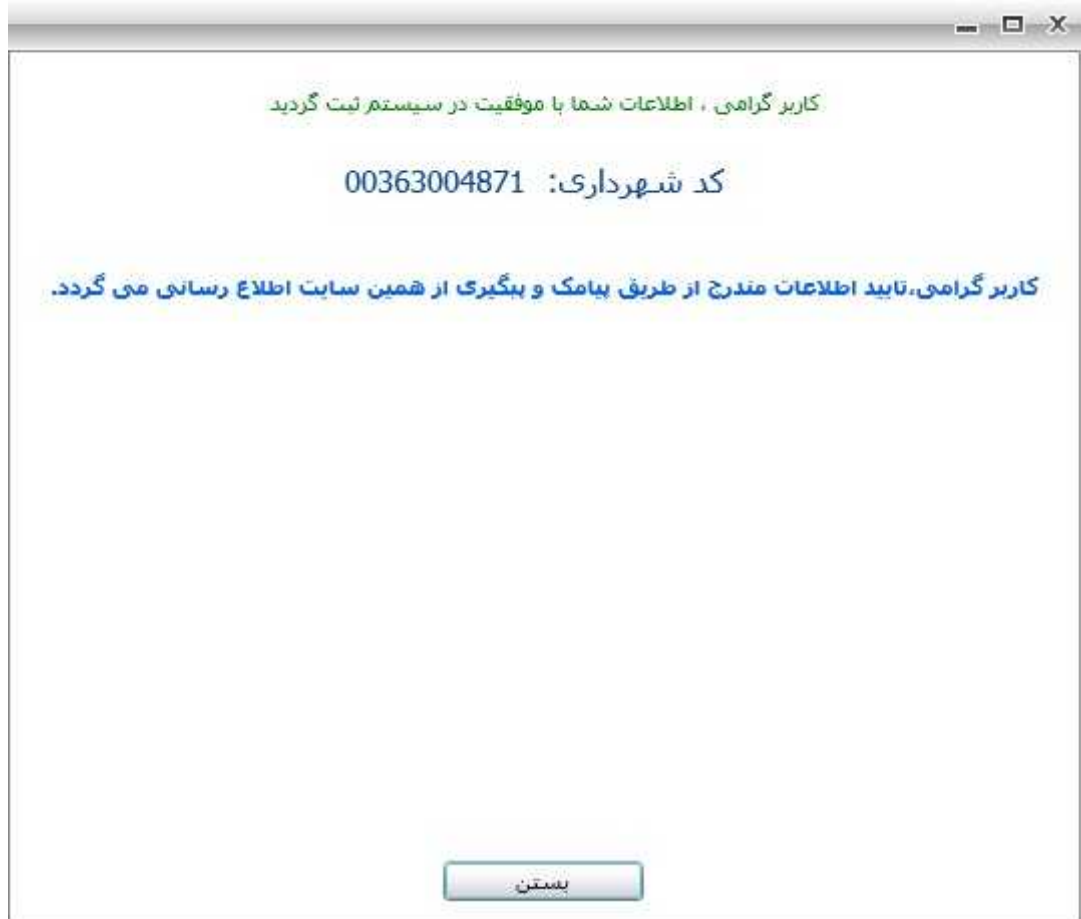 کاربر گرامی ، اطلاعات شما با موفقیت در سیستم ثبت گردید
کد شهرداری: 00363004871
کاربر گرامی،تایید اطلاعات مندرج از طریق پیامک و پیگیری از همین سایت اطلاع رسانی می گردد.
بستن